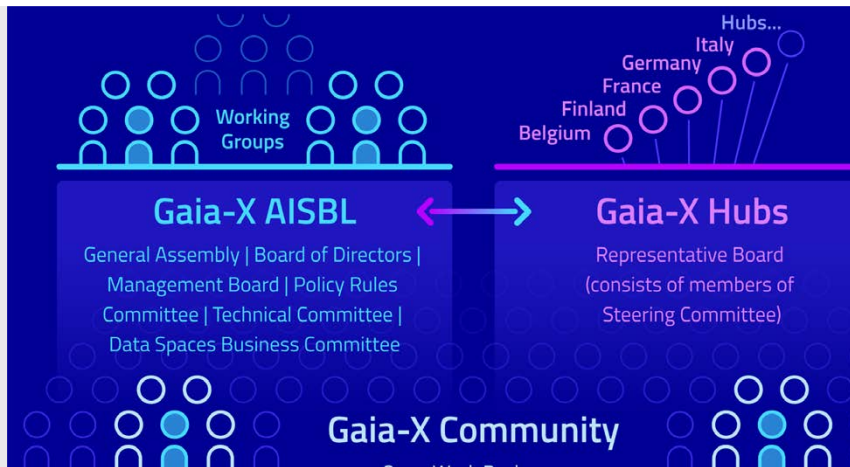 Working
Groups
Hubs...
Italy
Germany
France
Finland
Belgium
Gaia-X AISBL
General Assembly | Board of Directors |
Management Board | Policy Rules
Committee | Technical Committee |
Data Spaces Business Committee
Gaia-X Hubs
Representative Board
(consists of members of
Steering Committee)
Gaia-X Community